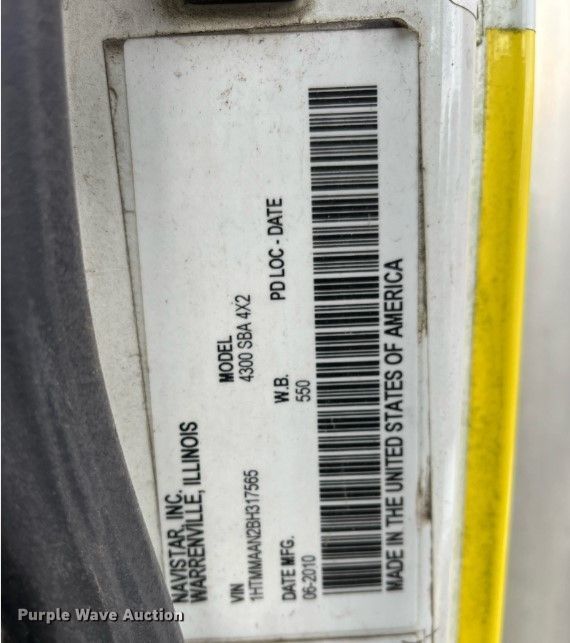 NAVISTAR, INC.
WARRENVILLE, ILLINOIS
VIN MODEL
1HTMMAAN2BH317565 4300 SBA 4X2
DATE MFG. W.B. PD LOC - DATE
06-2010 550
MADE IN THE UNITED STATES OF AMERICA
Purple Wave Auction